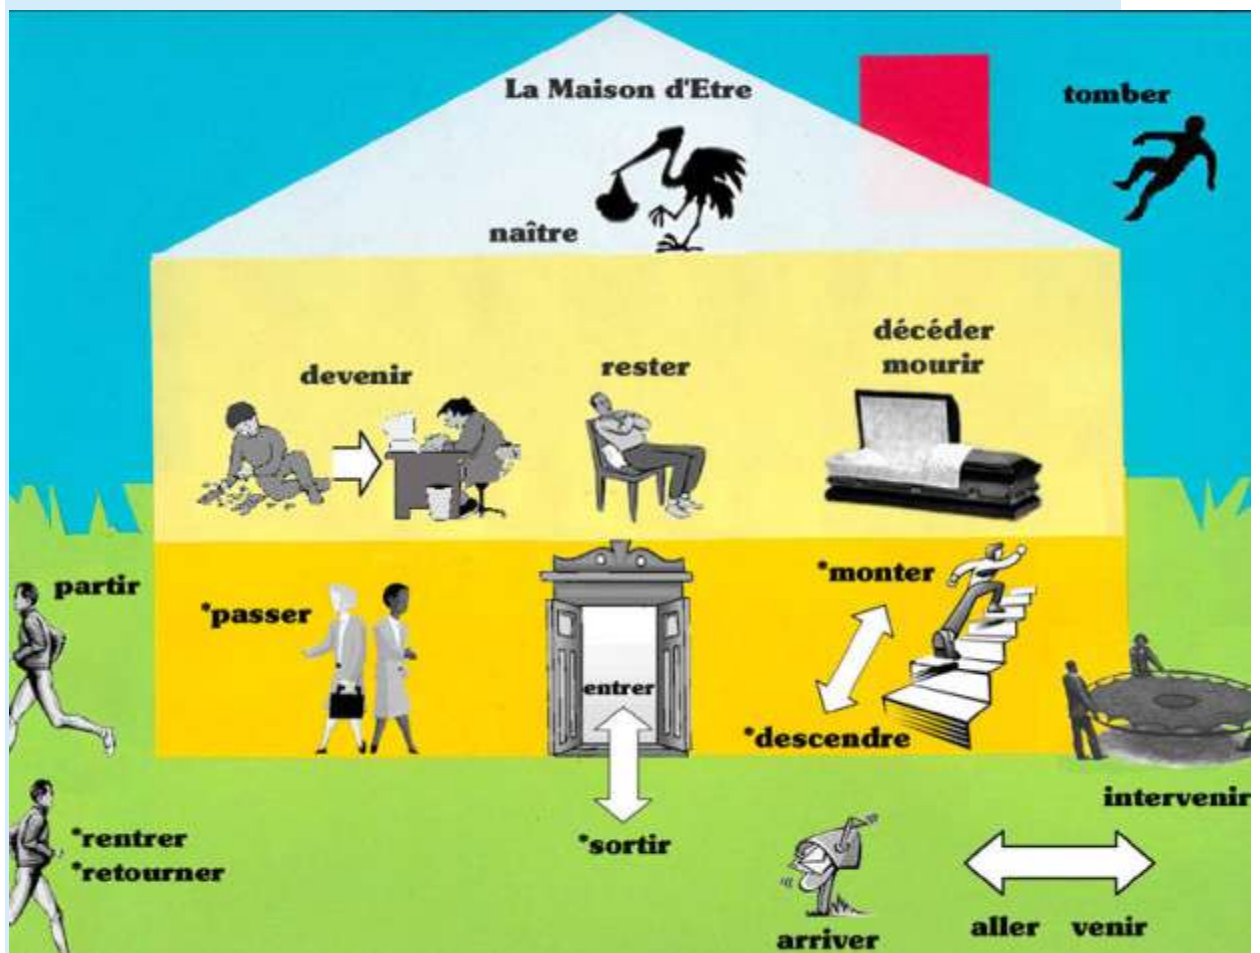 La Maison d'Etre
tomber
naître
devenir
rester
décéder
mourir
partir
*passer
*monter
entrer
*descendre
intervenir
*rentrer
*retourner
*sortir
arriver
aller venir